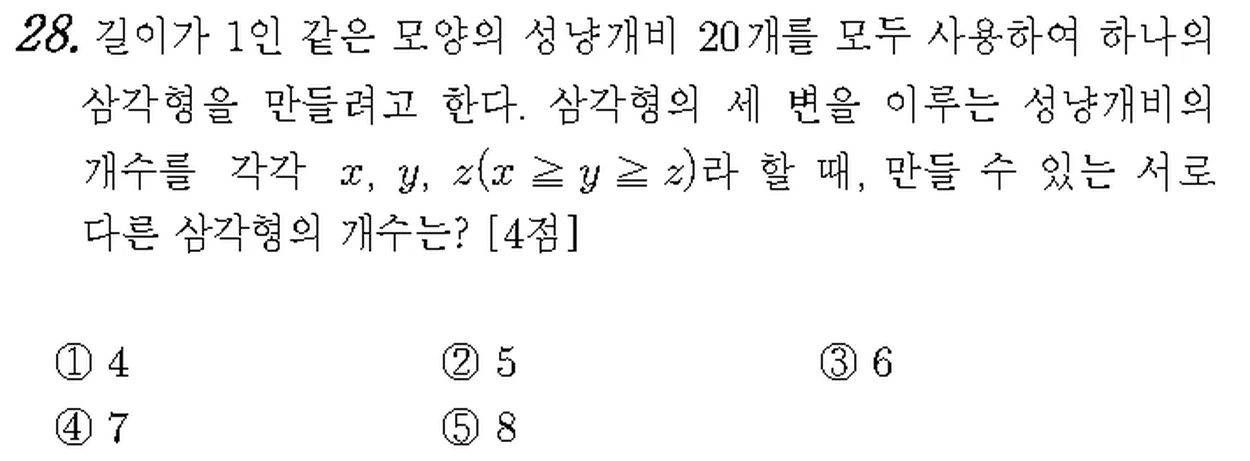 28. 길이가 1인 같은 모양의 성냥개비 20개를 모두 사용하여 하나의
삼각형을 만들려고 한다. 삼각형의 세 변을 이루는 성냥개비의
개수를 각각 x, y, z(x ≧ y ≧ z)라 할 때, 만들 수 있는 서로
다른 삼각형의 개수는? [4점]
① 4 ② 5 ③ 6
④ 7 ⑤ 8